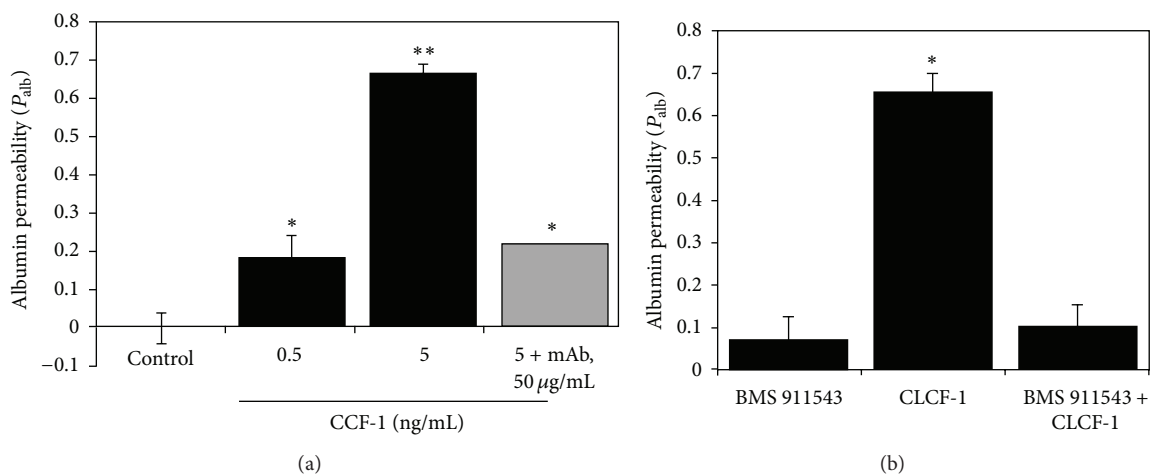 0.8
0.7
0.6
0.5
0.4
0.3
0.2
0.1
0
−0.1
Albumin permeability (Palb)
*
**
*
Control
0.5
5
5 + mAb,
50 µg/mL
CCF-1 (ng/mL)
(a)
0.8
0.7
0.6
0.5
0.4
0.3
0.2
0.1
0
Albumin permeability (Palb)
*
BMS 911543
CLCF-1
BMS 911543 +
CLCF-1
(b)